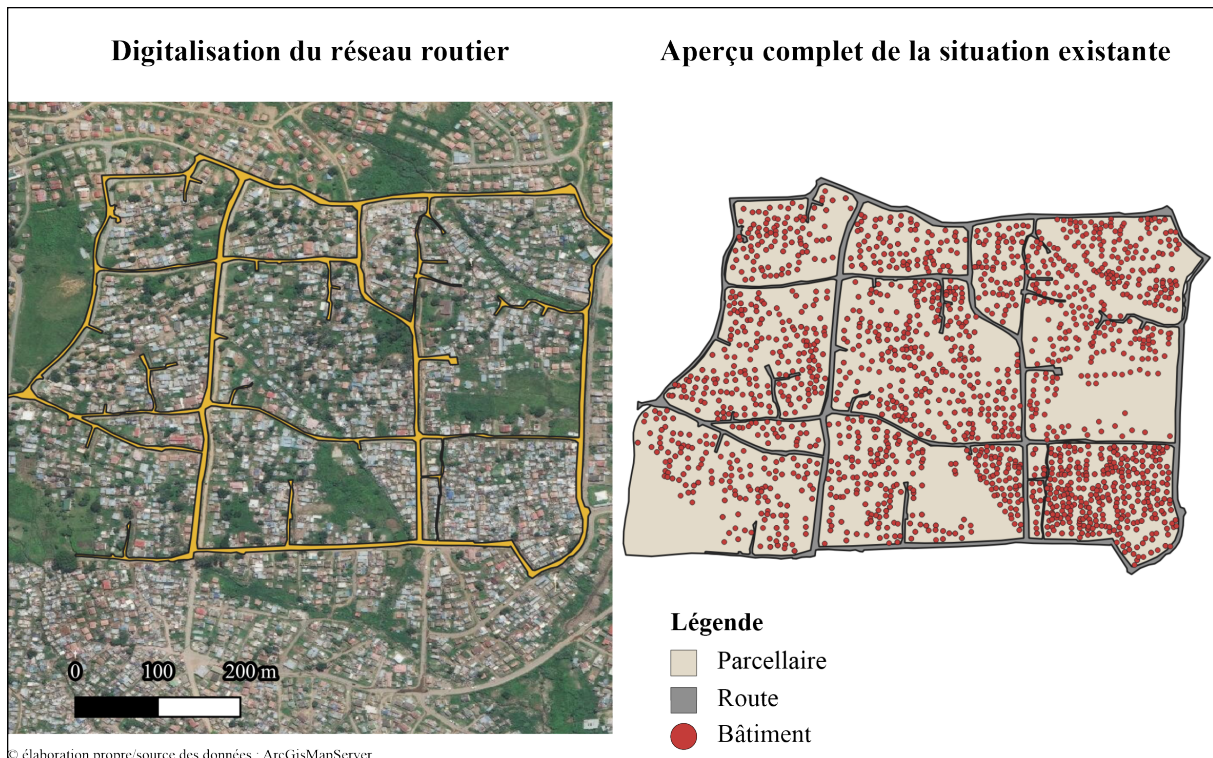 Digitalisation du réseau routier
Aperçu complet de la situation existante
0 100 200 m
Légende
Parcellaire
Route
Bâtiment
© élaboration propre/source des données : ArcGisMapServer